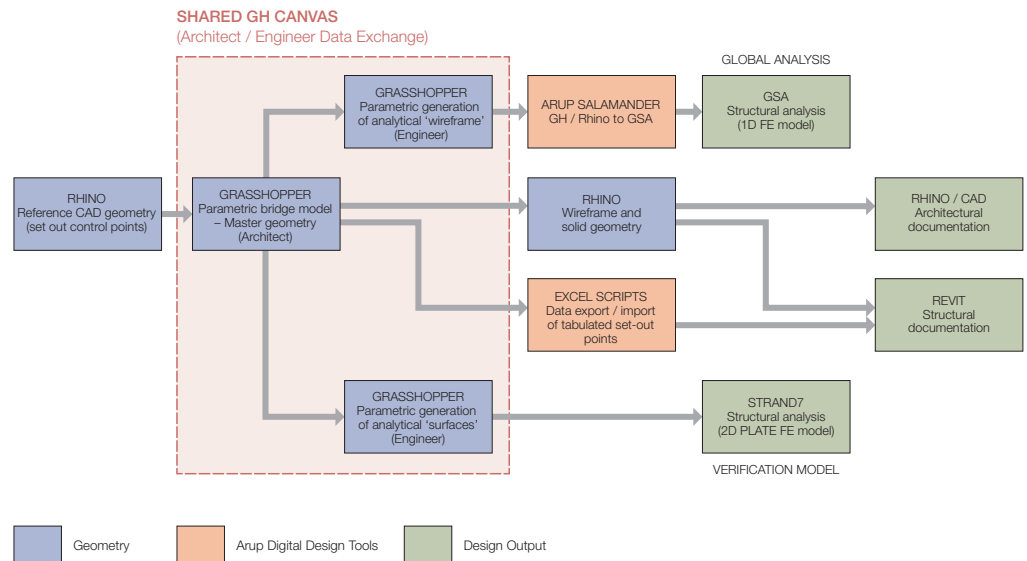 SHARED GH CANVAS
(Architect / Engineer Data Exchange)
GLOBAL ANALYSIS
GRASSHOPPER
Parametric generation
of analytical ‘wireframe’
(Engineer)
ARUP SALAMANDER
GH / Rhino to GSA
GSA
Structural analysis
(1D FE model)
RHINO
Reference CAD geometry
(set out control points)
GRASSHOPPER
Parametric bridge model
– Master geometry
(Architect)
RHINO
Wireframe and
solid geometry
RHINO / CAD
Architectural
documentation
EXCEL SCRIPTS
Data export / import
of tabulated set-out
points
REVIT
Structural
documentation
GRASSHOPPER
Parametric generation
of analytical ‘surfaces’
(Engineer)
STRAND7
Structural analysis
(2D PLATE FE model)
VERIFICATION MODEL
Geometry
Arup Digital Design Tools
Design Output